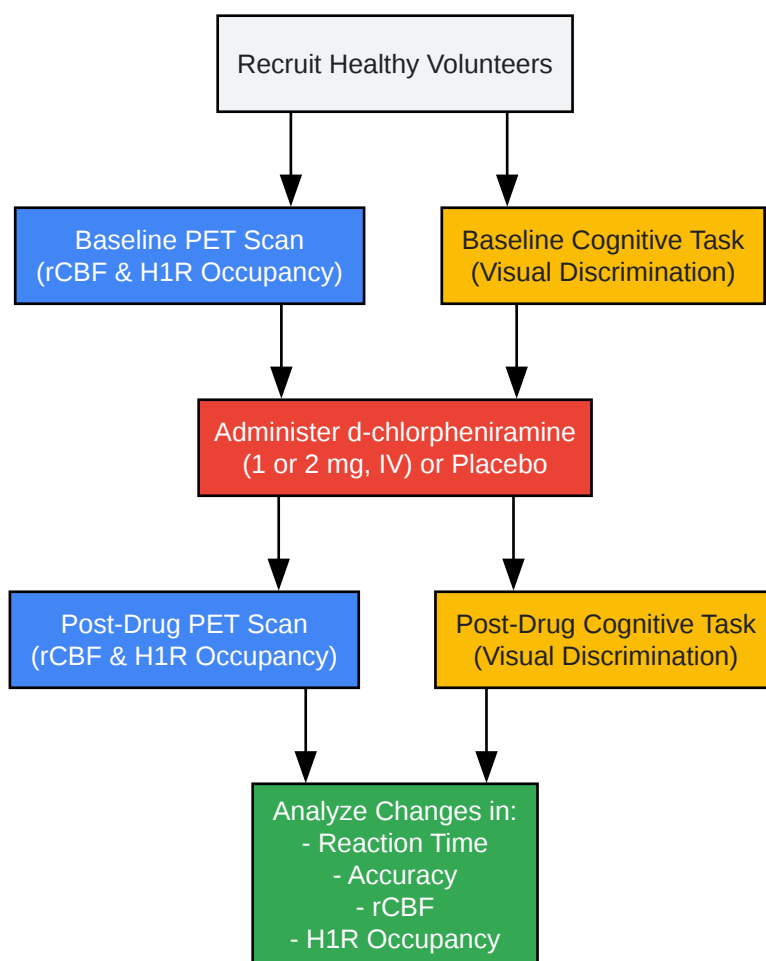 Recruit Healthy Volunteers
Baseline PET Scan
(rCBF & H1R Occupancy)
Baseline Cognitive Task
(Visual Discrimination)
Administer d-chlorpheniramine
(1 or 2 mg, IV) or Placebo
Post-Drug PET Scan
(rCBF & H1R Occupancy)
Post-Drug Cognitive Task
(Visual Discrimination)
Analyze Changes in:
- Reaction Time
- Accuracy
- rCBF
- H1R Occupancy